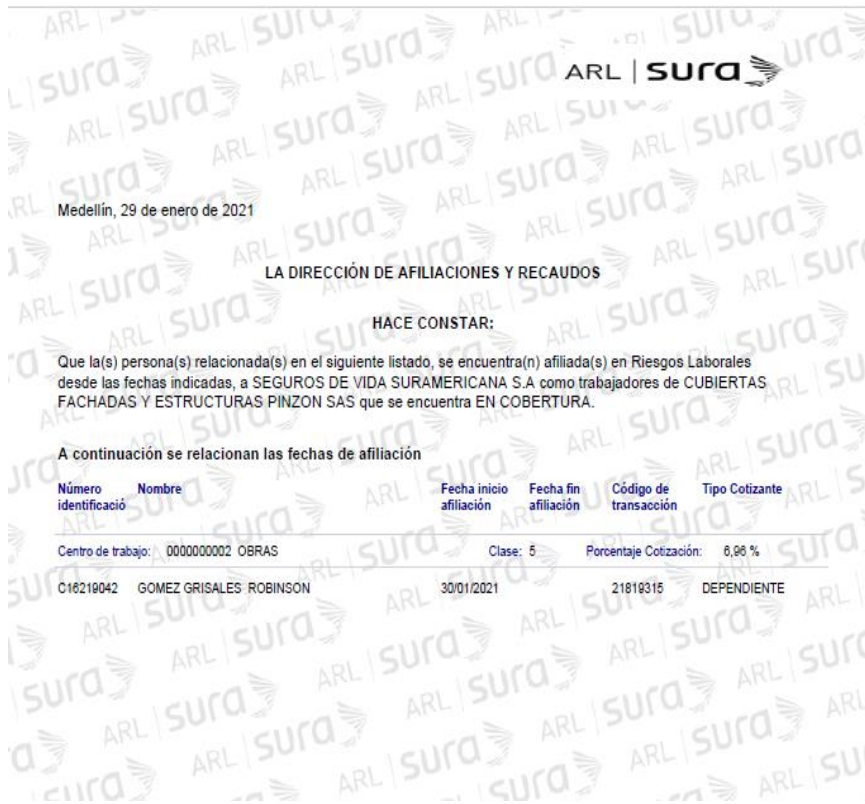 ARL | sura
Medellín, 29 de enero de 2021
LA DIRECCIÓN DE AFILIACIONES Y RECAUDOS
HACE CONSTAR:
Que la(s) persona(s) relacionada(s) en el siguiente listado, se encuentra(n) afiliada(s) en Riesgos Laborales
desde las fechas indicadas, a SEGUROS DE VIDA SURAMERICANA S.A como trabajadores de CUBIERTAS
FACHADAS Y ESTRUCTURAS PINZON SAS que se encuentra EN COBERTURA.
A continuación se relacionan las fechas de afiliación
Número Nombre Fecha inicio Fecha fin Código de Tipo Cotizante
identificació afiliación afiliación transacción
Centro de trabajo: 0000000002 OBRAS Clase: 5 Porcentaje Cotización: 6,96 %
C16219042 GOMEZ GRISALES ROBINSON 30/01/2021 21819315 DEPENDIENTE